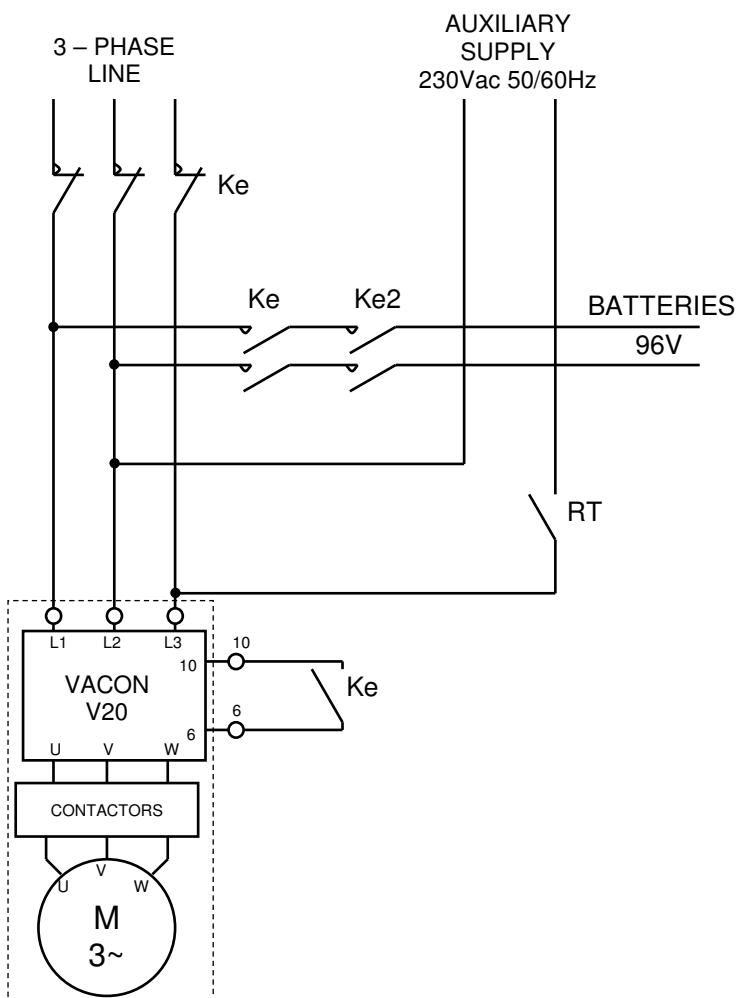 3 – PHASE
LINE
AUXILIARY
SUPPLY
230Vac 50/60Hz
Ke
Ke
Ke2
BATTERIES
96V
RT
L1
L2
L3
10
10
VACON
V20
Ke
6
6
U
V
W
CONTACTORS
U
V
W
M
3~